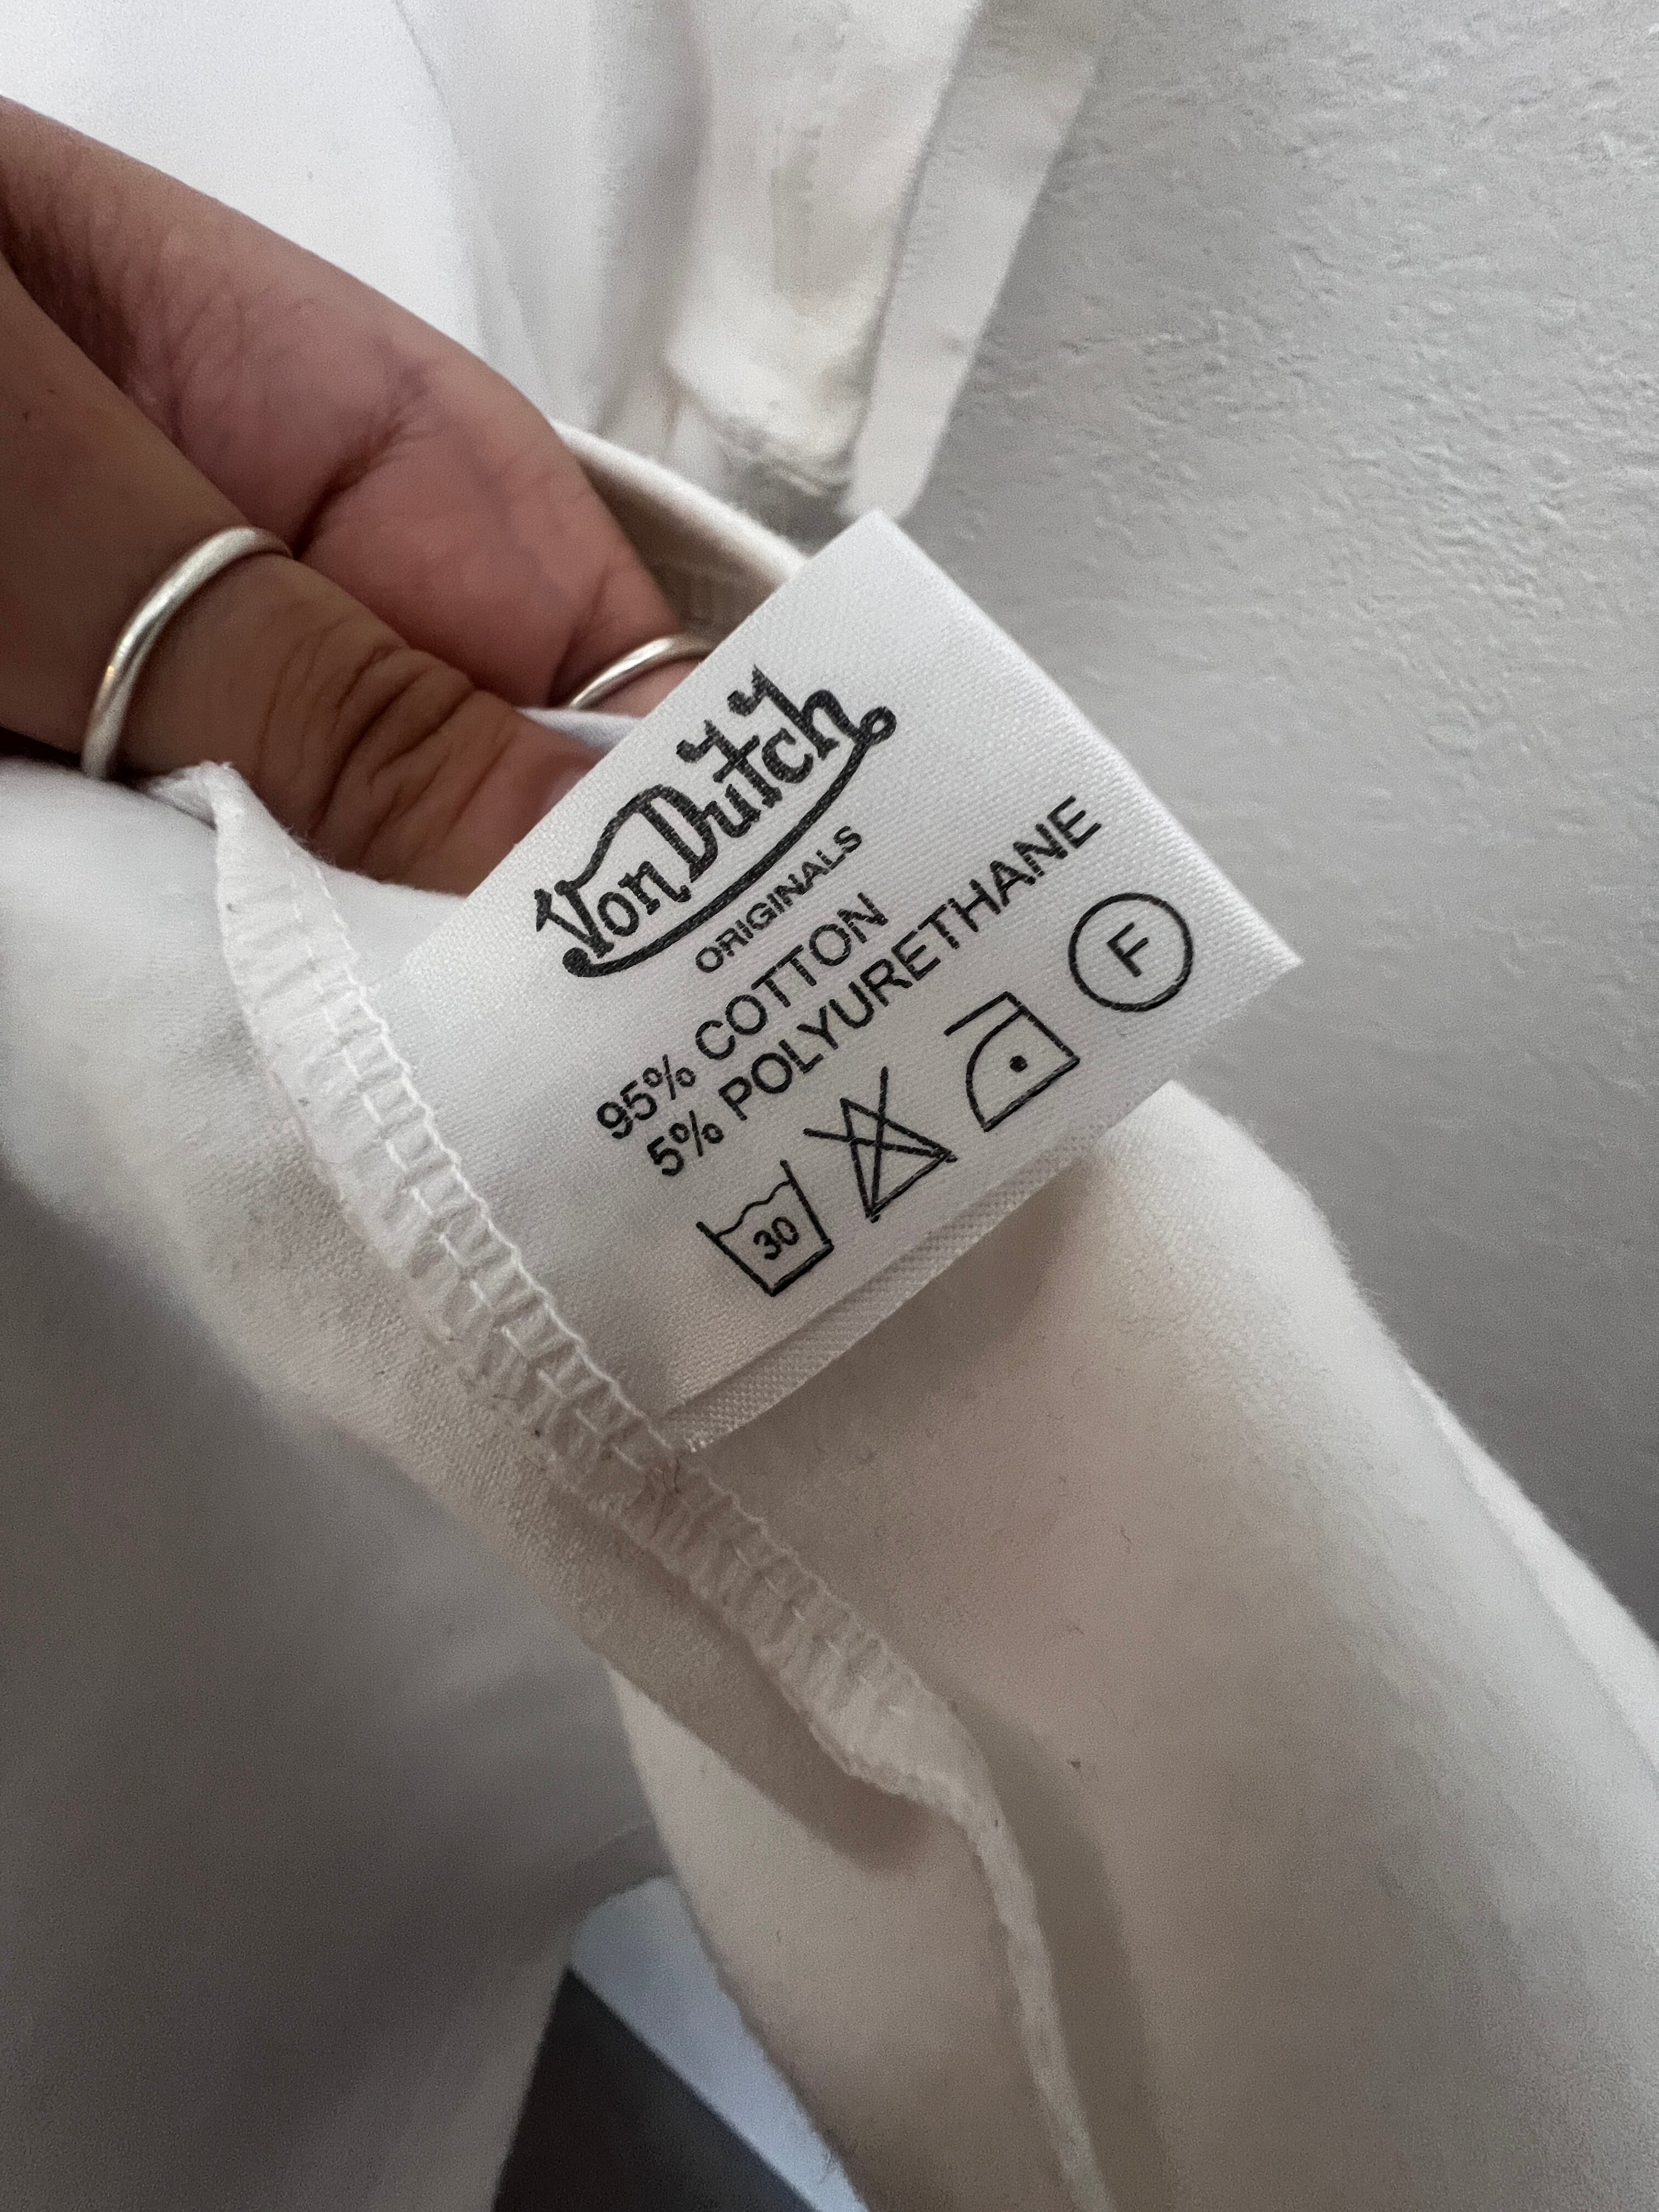 Von Dutch
ORIGINALS
95% COTTON
5% POLYURETHANE
30
F